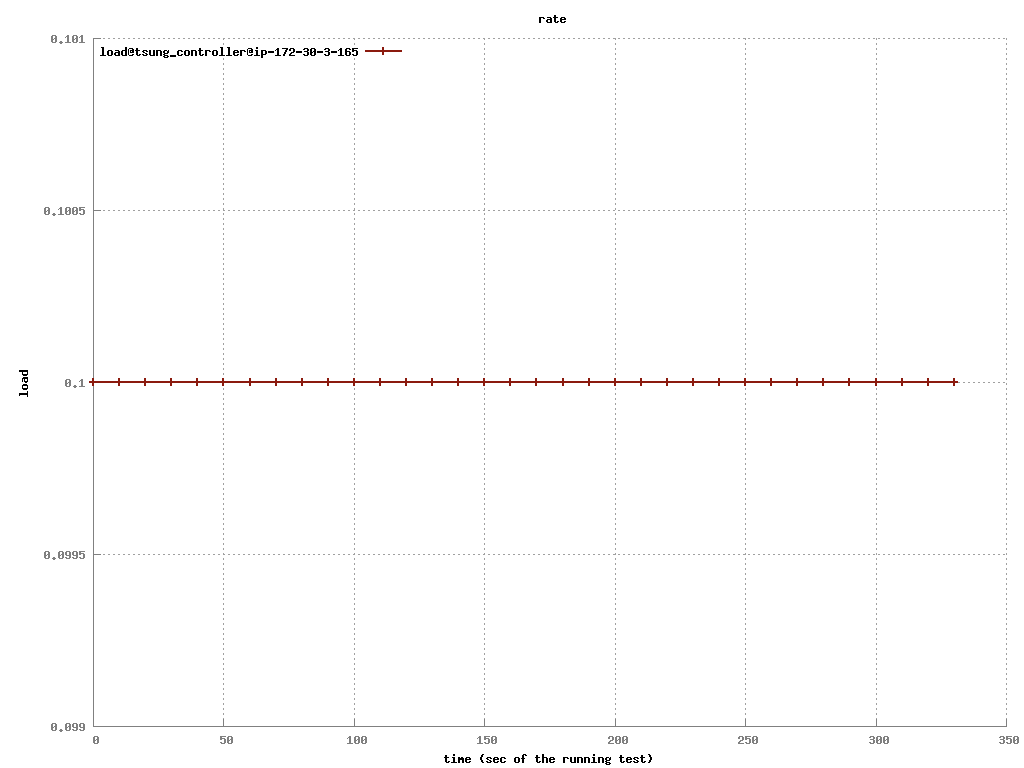 rate
0.101
load@tsung_controller@ip-172-30-3-165
0.1005
0.1
load
0.0995
0.099
0 50 100 150 200 250 300 350
time (sec of the running test)